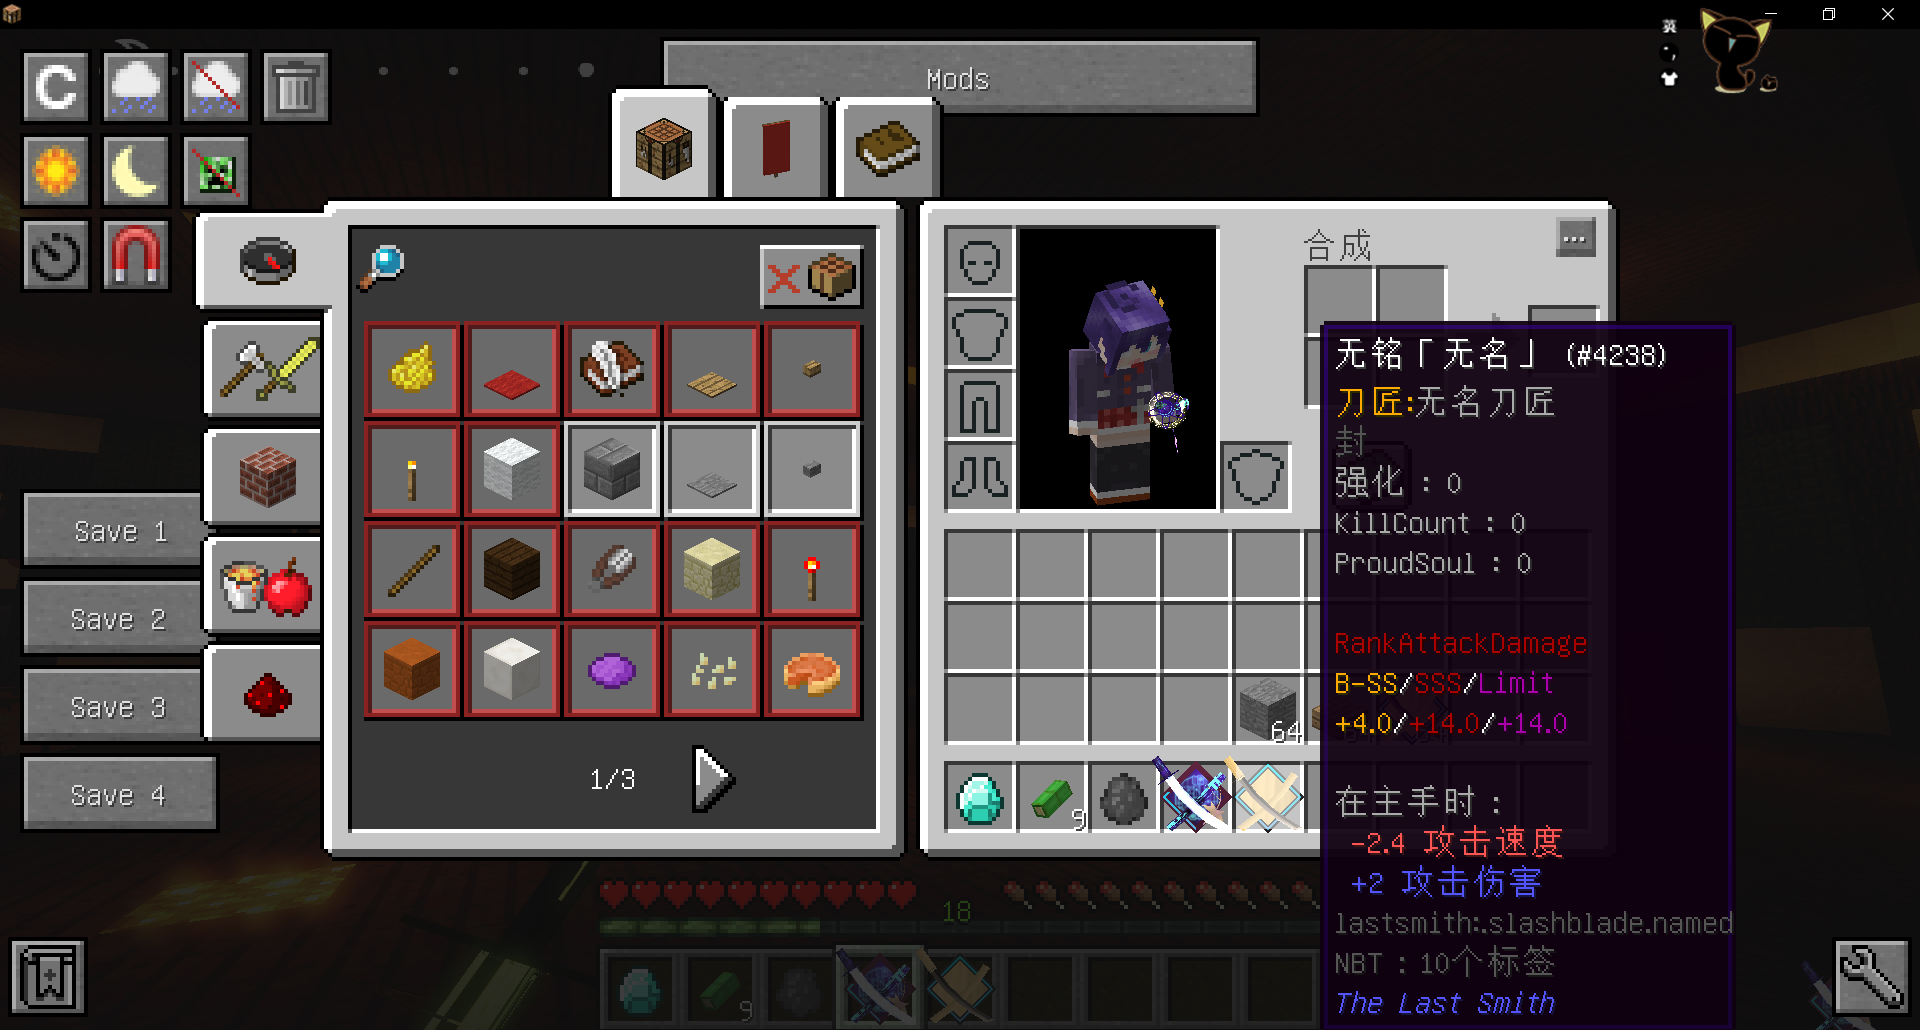 英
Mods
C
合成
...
Save 1
Save 2
Save 3
Save 4
1/3
64
9
18
9
无铭「无名」 (#4238)
刀匠:无名刀匠
封
强化 : 0
KillCount : 0
ProudSoul : 0
RankAttackDamage
B-SS/SSS/Limit
+4.0/+14.0/+14.0
在主手时 :
-2.4 攻击速度
+2 攻击伤害
lastsmith:.slashblade.named
NBT : 10个标签
The Last Smith